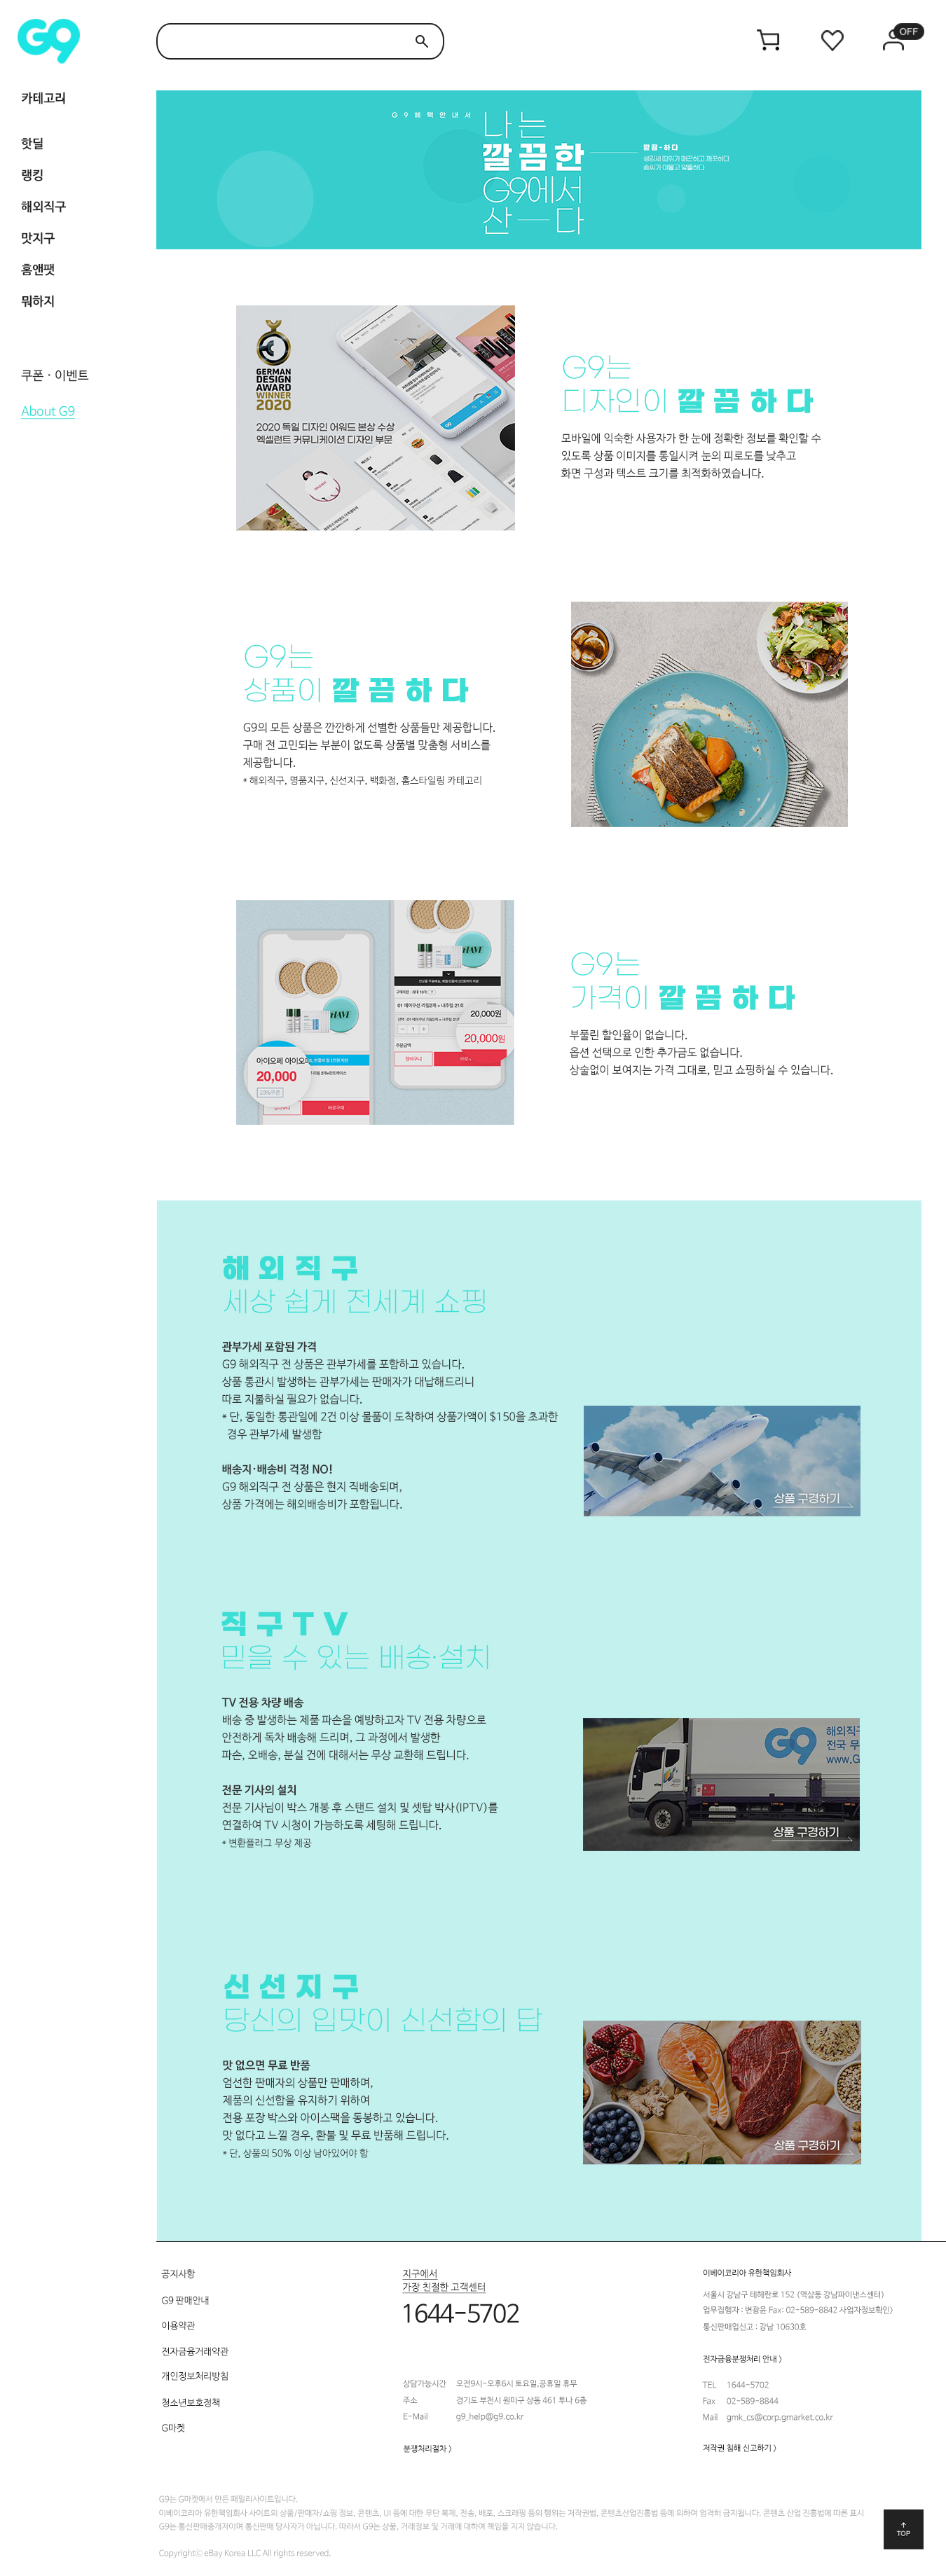 G9
OFF
카테고리
핫딜
랭킹
해외직구
맛지구
홈앤팻
뭐하지
쿠폰 · 이벤트
About G9
G9혜택안내서
나는
깔끔한
G9에서
산 — 다
깔끔-하다
생김새 따위가 매끈하고 깨끗하다
솜씨가 야물고 알뜰하다
GERMAN
DESIGN
AWARD
WINNER
2020
2020 독일 디자인 어워드 본상 수상
엑셀런트 커뮤니케이션 디자인 부문
G9는
디자인이 깔끔하다
모바일에 익숙한 사용자가 한 눈에 정확한 정보를 확인할 수
있도록 상품 이미지를 통일시켜 눈의 피로도를 낮추고
화면 구성과 텍스트 크기를 최적화하였습니다.
G9는
상품이 깔끔하다
G9의 모든 상품은 깐깐하게 선별한 상품들만 제공합니다.
구매 전 고민되는 부분이 없도록 상품별 맞춤형 서비스를
제공합니다.
* 해외직구, 명품지구, 신선지구, 백화점, 홈스타일링 카테고리
20,000원
20,000원
아이오페 아이오
20,000
G9는
가격이 깔끔하다
부풀린 할인율이 없습니다.
옵션 선택으로 인한 추가금도 없습니다.
상술없이 보여지는 가격 그대로, 믿고 쇼핑하실 수 있습니다.
해외직구
세상 쉽게 전세계 쇼핑
관부가세 포함된 가격
G9 해외직구 전 상품은 관부가세를 포함하고 있습니다.
상품 통관시 발생하는 관부가세는 판매자가 대납해드리니
따로 지불하실 필요가 없습니다.
* 단, 동일한 통관일에 2건 이상 물품이 도착하여 상품가액이 $150을 초과한
경우 관부가세 발생함
배송지·배송비 걱정 NO!
G9 해외직구 전 상품은 현지 직배송되며,
상품 가격에는 해외배송비가 포함됩니다.
상품 구경하기
직구TV
믿을 수 있는 배송·설치
TV 전용 차량 배송
배송 중 발생하는 제품 파손을 예방하고자 TV 전용 차량으로
안전하게 독차 배송해 드리며, 그 과정에서 발생한
파손, 오배송, 분실 건에 대해서는 무상 교환해 드립니다.
전문 기사의 설치
전문 기사님이 박스 개봉 후 스탠드 설치 및 셋탑 박사(IPTV)를
연결하여 TV 시청이 가능하도록 세팅해 드립니다.
* 변환플러그 무상 제공
G9
해외직구
전국 무
www.G
상품 구경하기
신선지구
당신의 입맛이 신선함의 답
맛 없으면 무료 반품
엄선한 판매자의 상품만 판매하며,
제품의 신선함을 유지하기 위하여
전용 포장 박스와 아이스팩을 동봉하고 있습니다.
맛 없다고 느낄 경우, 환불 및 무료 반품해 드립니다.
* 단, 상품의 50% 이상 남아있어야 함
상품 구경하기
공지사항
G9 판매안내
이용약관
전자금융거래약관
개인정보처리방침
청소년보호정책
G마켓
지구에서
가장 친절한 고객센터
1644-5702
상담가능시간 오전9시-오후6시 토요일,공휴일 휴무
주소 경기도 부천시 원미구 상동 461 투나 6층
E-Mail g9_help@g9.co.kr
분쟁처리절차 >
이베이코리아 유한책임회사
서울시 강남구 테헤란로 152 (역삼동 강남파이낸스센터)
업무집행자 : 변광윤 Fax: 02-589-8842 사업자정보확인>
통신판매업신고 : 강남 10630호
전자금융분쟁처리 안내 >
TEL 1644-5702
Fax 02-589-8844
Mail gmk_cs@corp.gmarket.co.kr
저작권 침해 신고하기 >
G9는 G마켓에서 만든 패밀리사이트입니다.
이베이코리아 유한책임회사 사이트의 상품/판매자/쇼핑 정보, 콘텐츠, UI 등에 대한 무단 복제, 전송, 배포, 스크래핑 등의 행위는 저작권법, 콘텐츠산업진흥법 등에 의하여 엄격히 금지됩니다. 콘텐츠 산업 진흥법에 따른 표시
G9는 통신판매중개자이며 통신판매 당사자가 아닙니다. 따라서 G9는 상품, 거래정보 및 거래에 대하여 책임을 지지 않습니다.
Copyrightⓒ eBay Korea LLC All rights reserved.
TOP